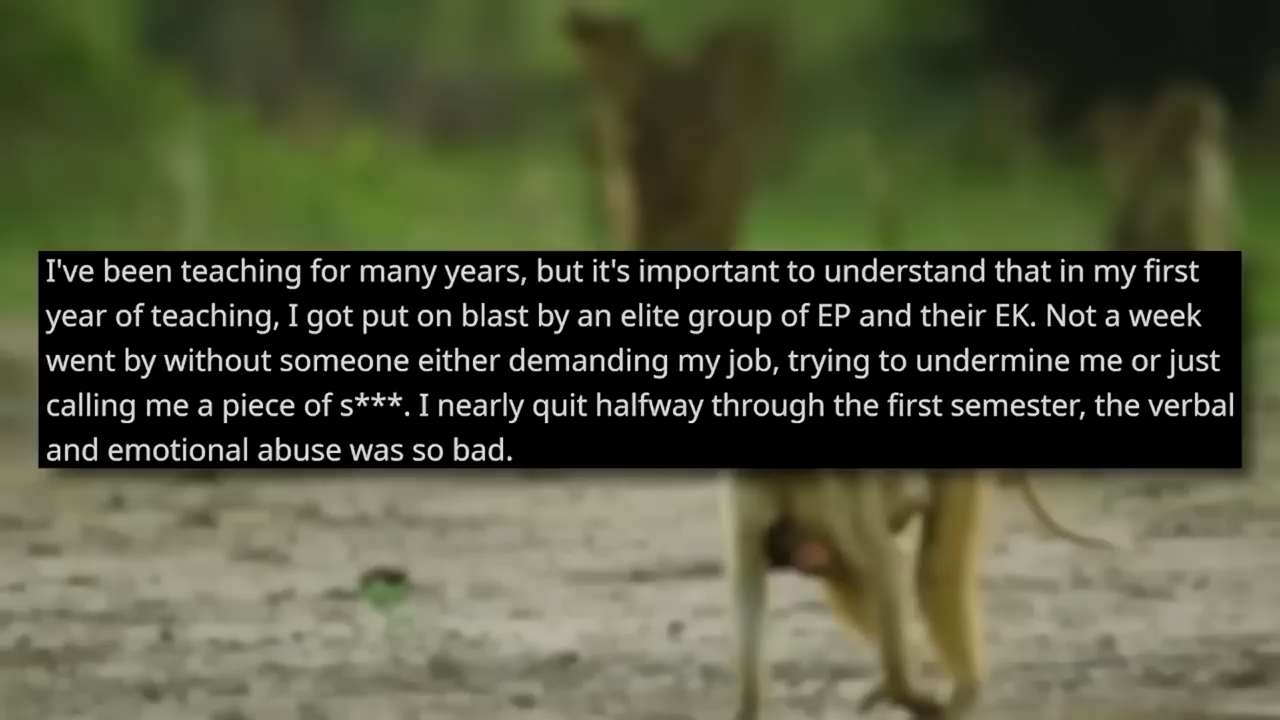 I've been teaching for many years, but it's important to understand that in my first
year of teaching, I got put on blast by an elite group of EP and their EK. Not a week
went by without someone either demanding my job, trying to undermine me or just
calling me a piece of s***. I nearly quit halfway through the first semester, the verbal
and emotional abuse was so bad.